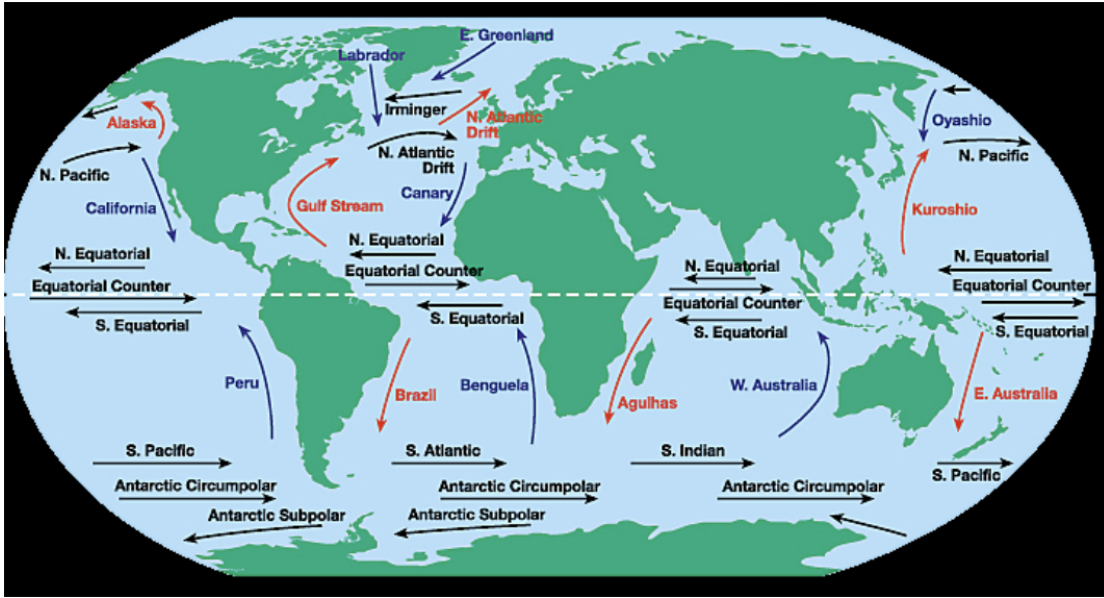 E. Greenland
Labrador
Irminger
Alaska
N. Atlantic
Drift
Oyashio
N. Atlantic
Drift
N. Pacific
N. Pacific
California
Canary
Gulf Stream
Kuroshio
N. Equatorial
N. Equatorial
N. Equatorial
N. Equatorial
Equatorial Counter
Equatorial Counter
Equatorial Counter
Equatorial Counter
S. Equatorial
S. Equatorial
S. Equatorial
S. Equatorial
Peru
Brazil
Benguela
Agulhas
W. Australia
E. Australia
S. Pacific
S. Atlantic
S. Indian
S. Pacific
Antarctic Circumpolar
Antarctic Circumpolar
Antarctic Circumpolar
Antarctic Subpolar
Antarctic Subpolar